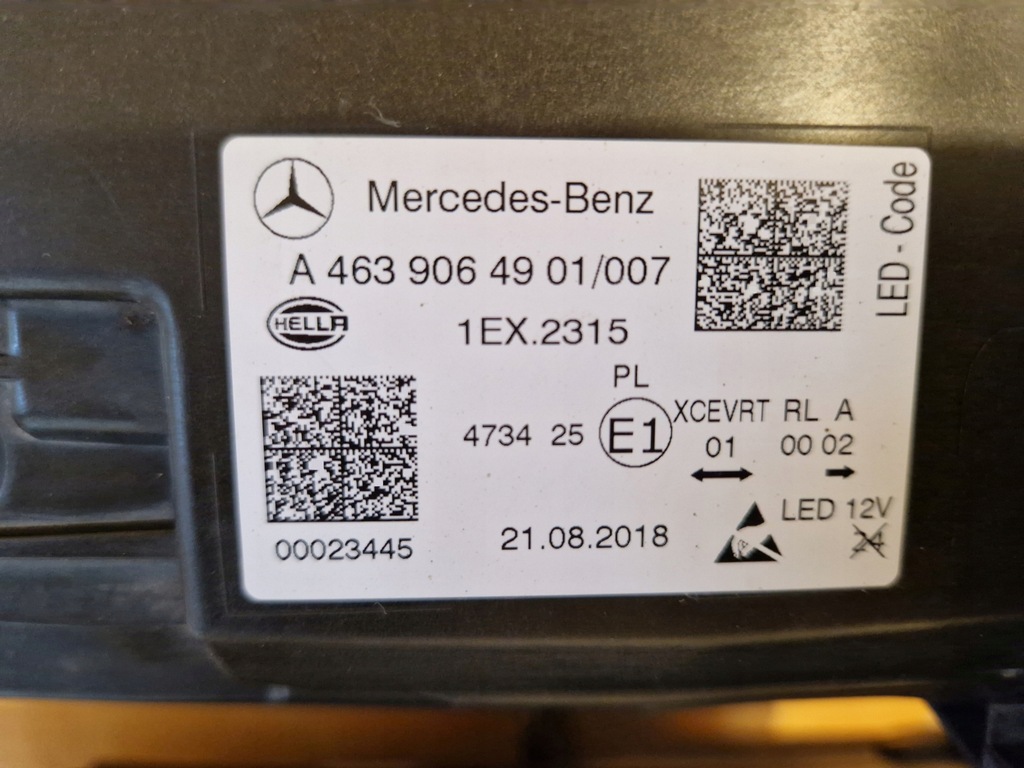 Mercedes-Benz
A 463 906 49 01/007
HELLA
1EX.2315
LED - Code
PL
4734 25 E1 XCEVRT RL A
01 00 02
00023445
21.08.2018
LED 12V
24